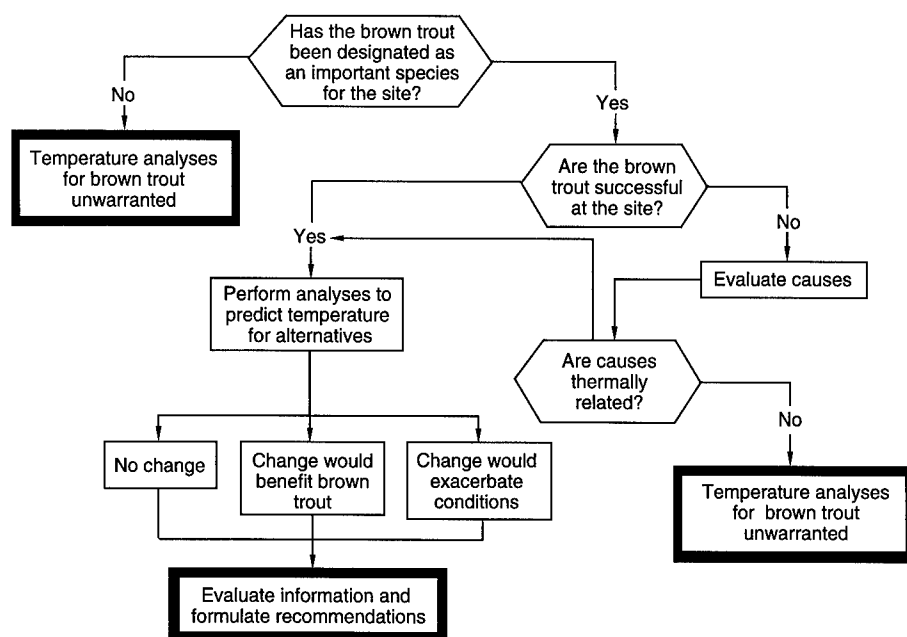 Has the brown trout
been designated as
an important species
for the site?
No
Yes
Temperature analyses
for brown trout
unwarranted
Are the brown
trout successful
at the site?
Yes
No
Evaluate causes
Perform analyses to
predict temperature
for alternatives
Are causes
thermally
related?
No
No change
Change would
benefit brown
trout
Change would
exacerbate
conditions
Temperature analyses
for brown trout
unwarranted
Evaluate information and
formulate recommendations